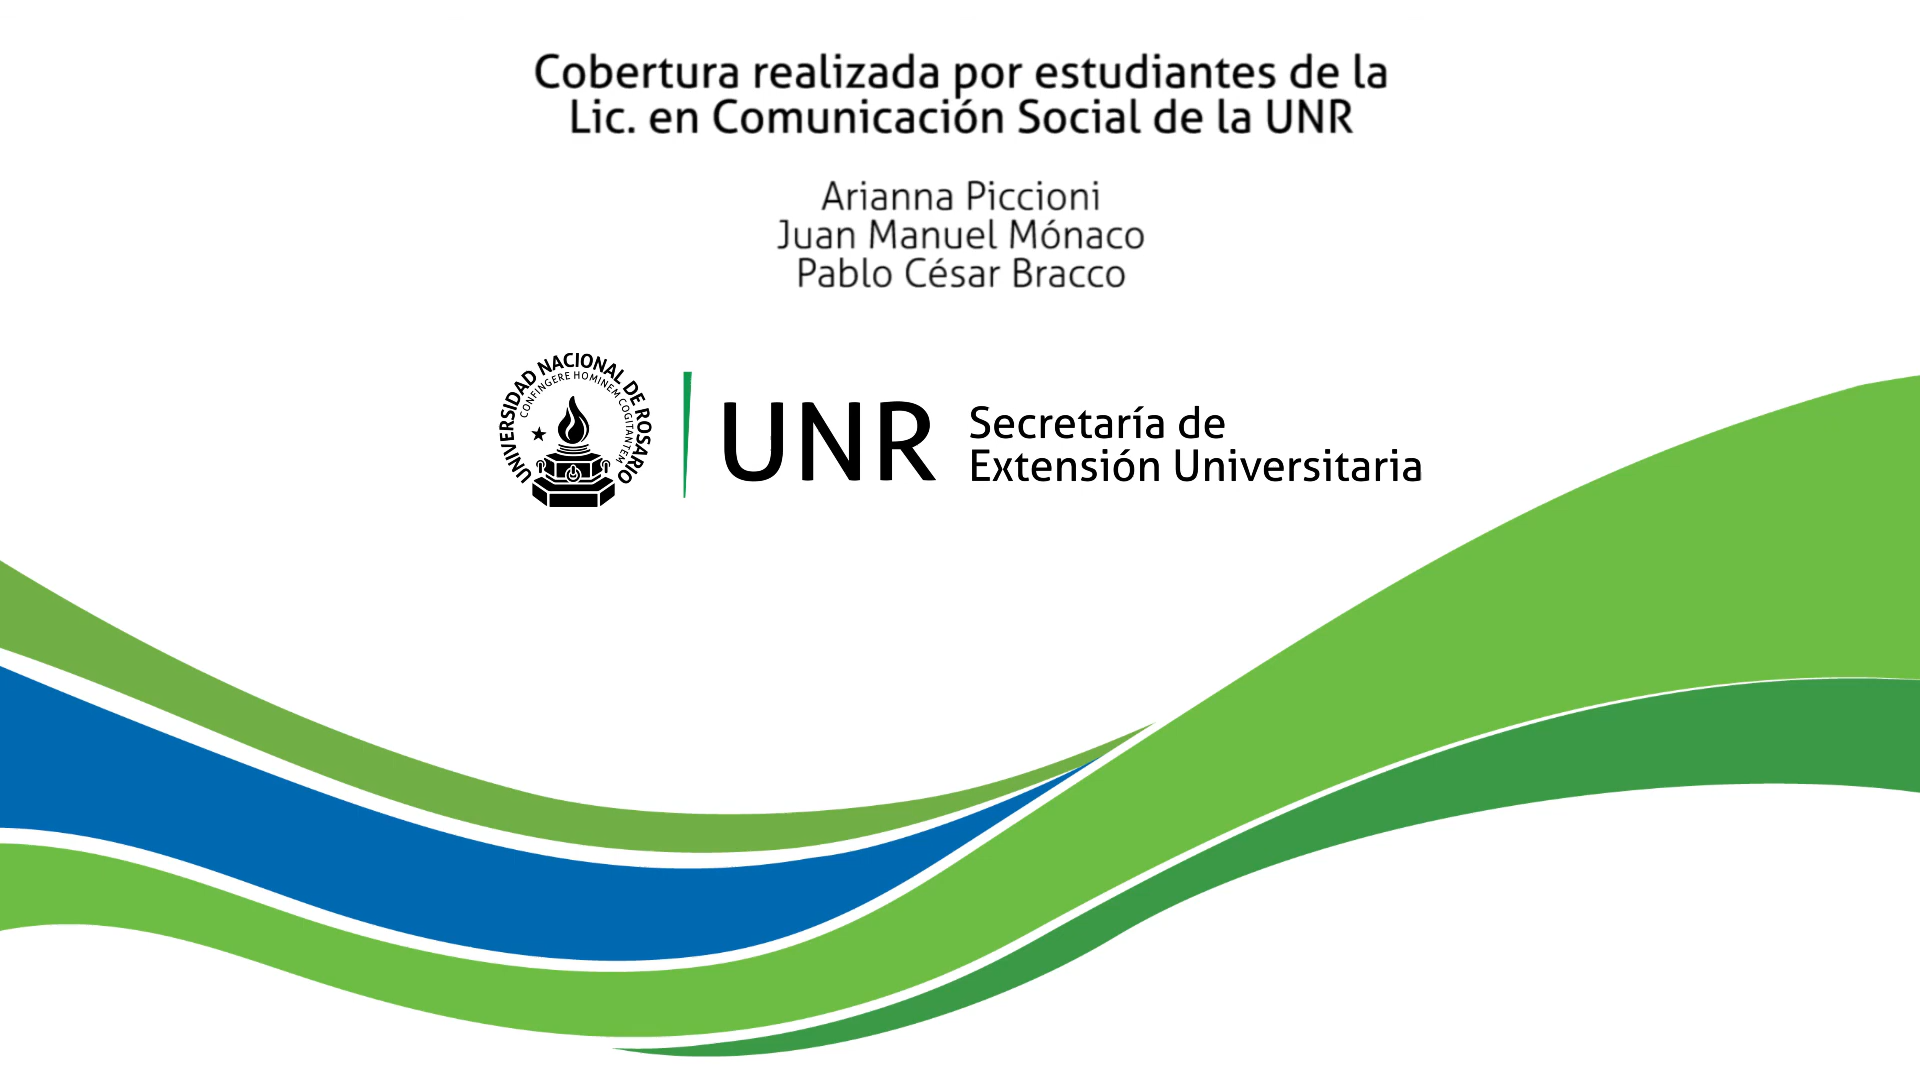 Cobertura realizada por estudiantes de la
Lic. en Comunicación Social de la UNR
Arianna Piccioni
Juan Manuel Mónaco
Pablo César Bracco
UNIVERSIDAD NACIONAL DE ROSARIO
CONFINGERE HOMINEM COGITANTEM
UNR
Secretaría de
Extensión Universitaria